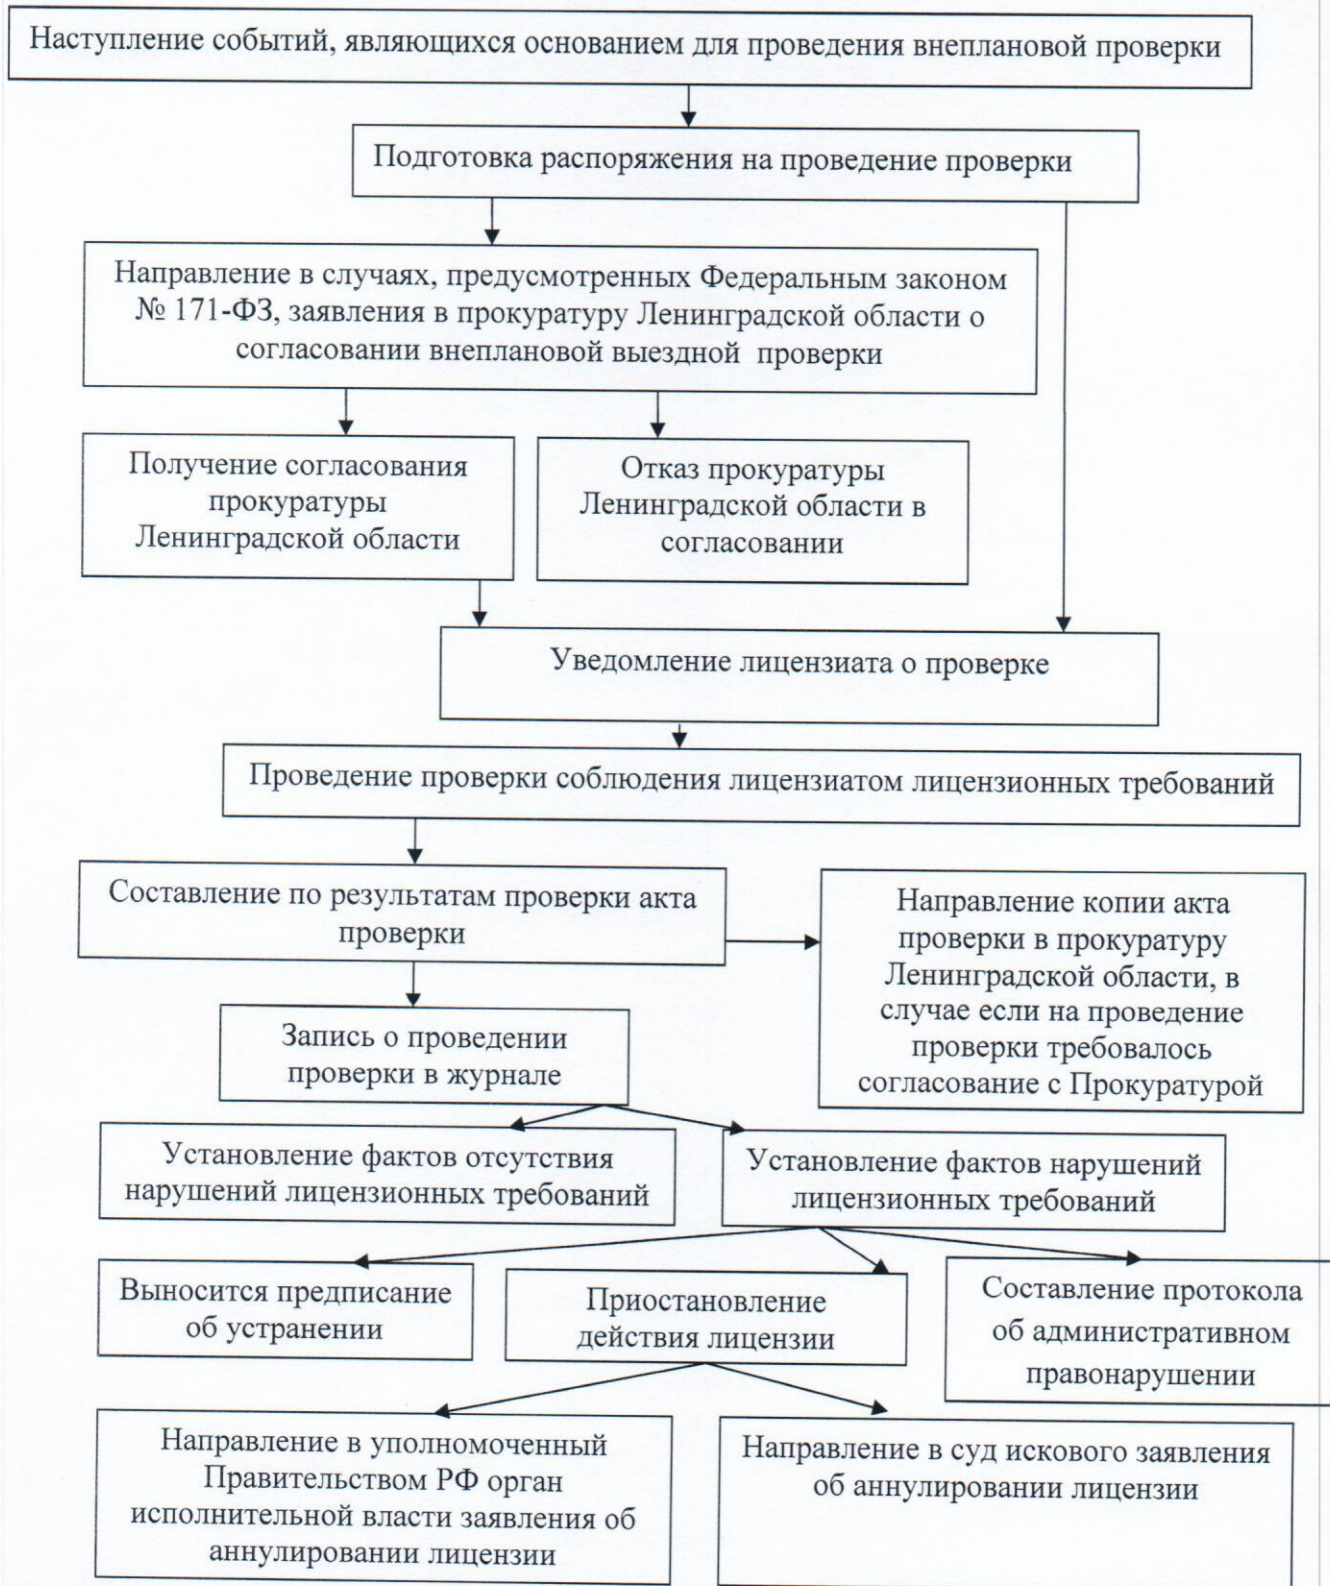 Наступление событий, являющихся основанием для проведения внеплановой проверки
Подготовка распоряжения на проведение проверки
Направление в случаях, предусмотренных Федеральным законом
№ 171-ФЗ, заявления в прокуратуру Ленинградской области о
согласовании внеплановой выездной проверки
Получение согласования
прокуратуры
Ленинградской области
Отказ прокуратуры
Ленинградской области в
согласовании
Уведомление лицензиата о проверке
Проведение проверки соблюдения лицензиатом лицензионных требований
Составление по результатам проверки акта
проверки
Направление копии акта
проверки в прокуратуру
Ленинградской области, в
случае если на проведение
проверки требовалось
согласование с Прокуратурой
Запись о проведении
проверки в журнале
Установление фактов отсутствия
нарушений лицензионных требований
Установление фактов нарушений
лицензионных требований
Выносится предписание
об устранении
Приостановление
действия лицензии
Составление протокола
об административном
правонарушении
Направление в уполномоченный
Правительством РФ орган
исполнительной власти заявления об
аннулировании лицензии
Направление в суд искового заявления
об аннулировании лицензии